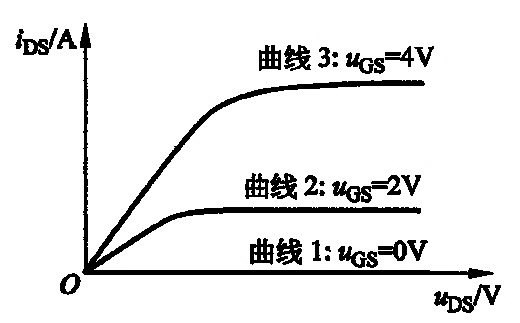 iDS/A
曲线 3: uGS=4V
曲线 2: uGS=2V
曲线 1: uGS=0V
O
uDS/V